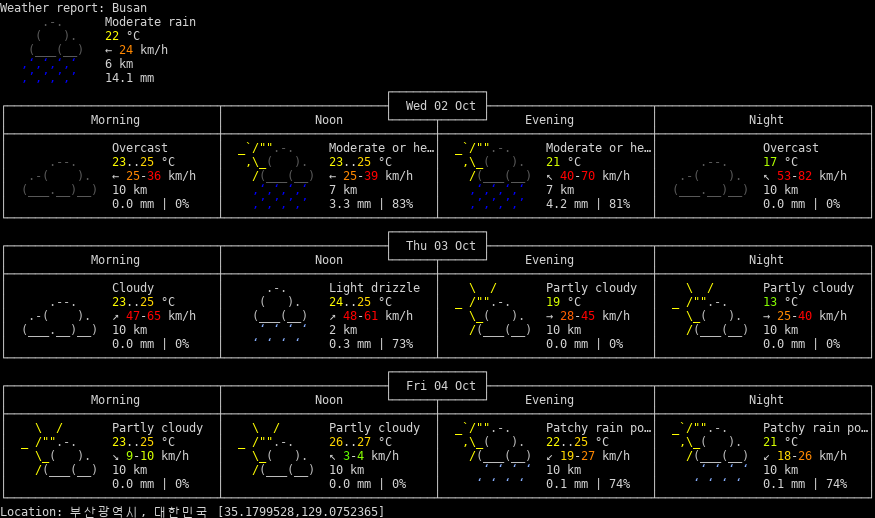 Weather report: Busan
Moderate rain
22 °C
← 24 km/h
6 km
14.1 mm
Wed 02 Oct
Morning Noon Evening Night
Overcast Moderate or he… Moderate or he… Overcast
23..25 °C 23..25 °C 21 °C 17 °C
← 25-36 km/h ← 25-39 km/h ↖ 40-70 km/h ↖ 53-82 km/h
10 km 7 km 7 km 10 km
0.0 mm | 0% 3.3 mm | 83% 4.2 mm | 81% 0.0 mm | 0%
Thu 03 Oct
Morning Noon Evening Night
Cloudy Light drizzle Partly cloudy Partly cloudy
23..25 °C 24..25 °C 19 °C 13 °C
↗ 47-65 km/h ↗ 48-61 km/h → 28-45 km/h → 25-40 km/h
10 km 2 km 10 km 10 km
0.0 mm | 0% 0.3 mm | 73% 0.0 mm | 0% 0.0 mm | 0%
Fri 04 Oct
Morning Noon Evening Night
Partly cloudy Partly cloudy Patchy rain po… Patchy rain po…
23..25 °C 26..27 °C 22..25 °C 21 °C
↘ 9-10 km/h ↖ 3-4 km/h ↙ 19-27 km/h ↙ 18-26 km/h
10 km 10 km 10 km 10 km
0.0 mm | 0% 0.0 mm | 0% 0.1 mm | 74% 0.1 mm | 74%
Location: 부산광역시, 대한민국 [35.1799528,129.0752365]